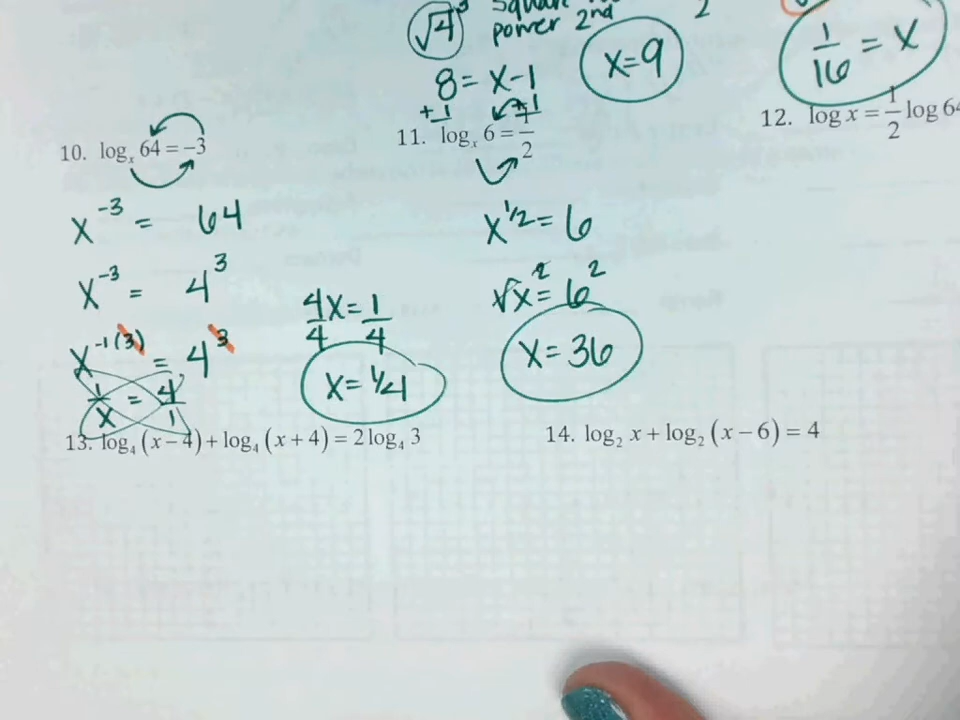 √4³ square
power 2nd
2
8 = x-1
+1 +1
x=9
1/16 = x
10. logₓ 64 = -3
x⁻³ = 64
x⁻³ = 4³
x⁻¹⁽³⁾ = 4³
1/x = 4/1
4x/4 = 1/4
x = 1/4
11. logₓ 6 = 1/2
x^1/2 = 6
√x² = 6²
x = 36
12. log x = 1/2 log 64
13. log₄ (x-4) + log₄ (x+4) = 2 log₄ 3
14. log₂ x + log₂ (x-6) = 4